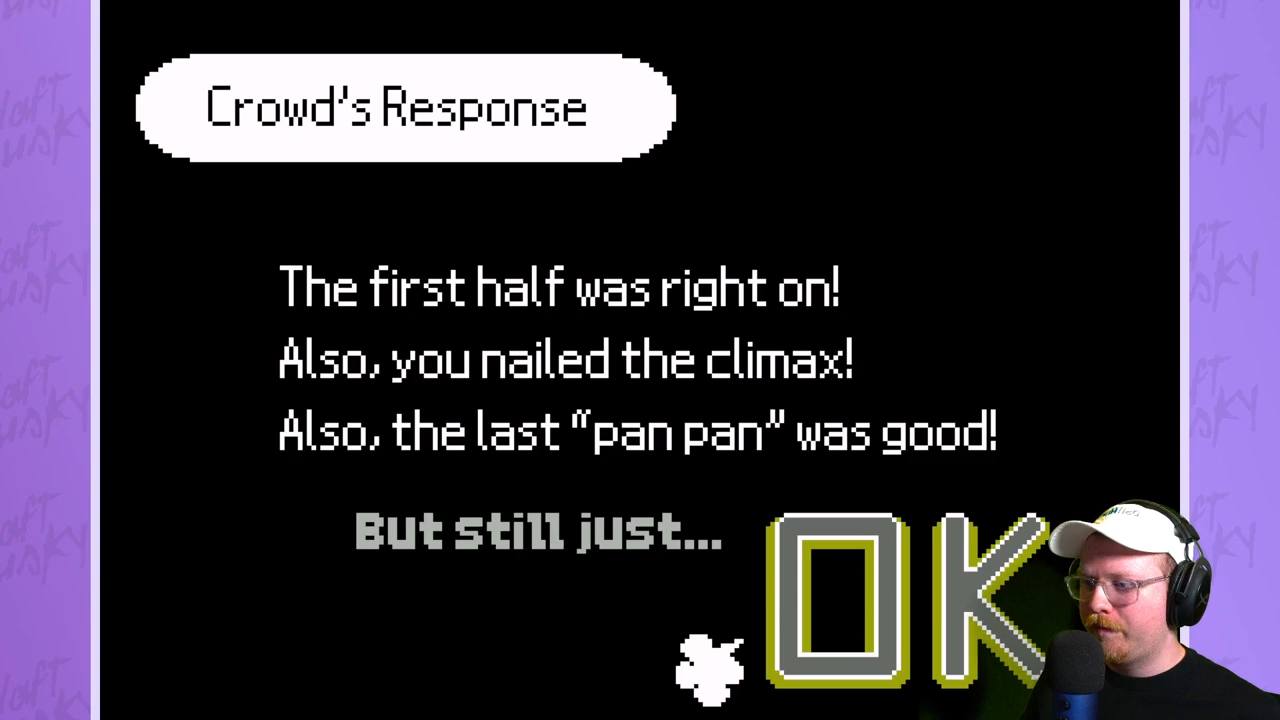 Crowd's Response
The first half was right on!
Also, you nailed the climax!
Also, the last “pan pan” was good!
But still just... OK